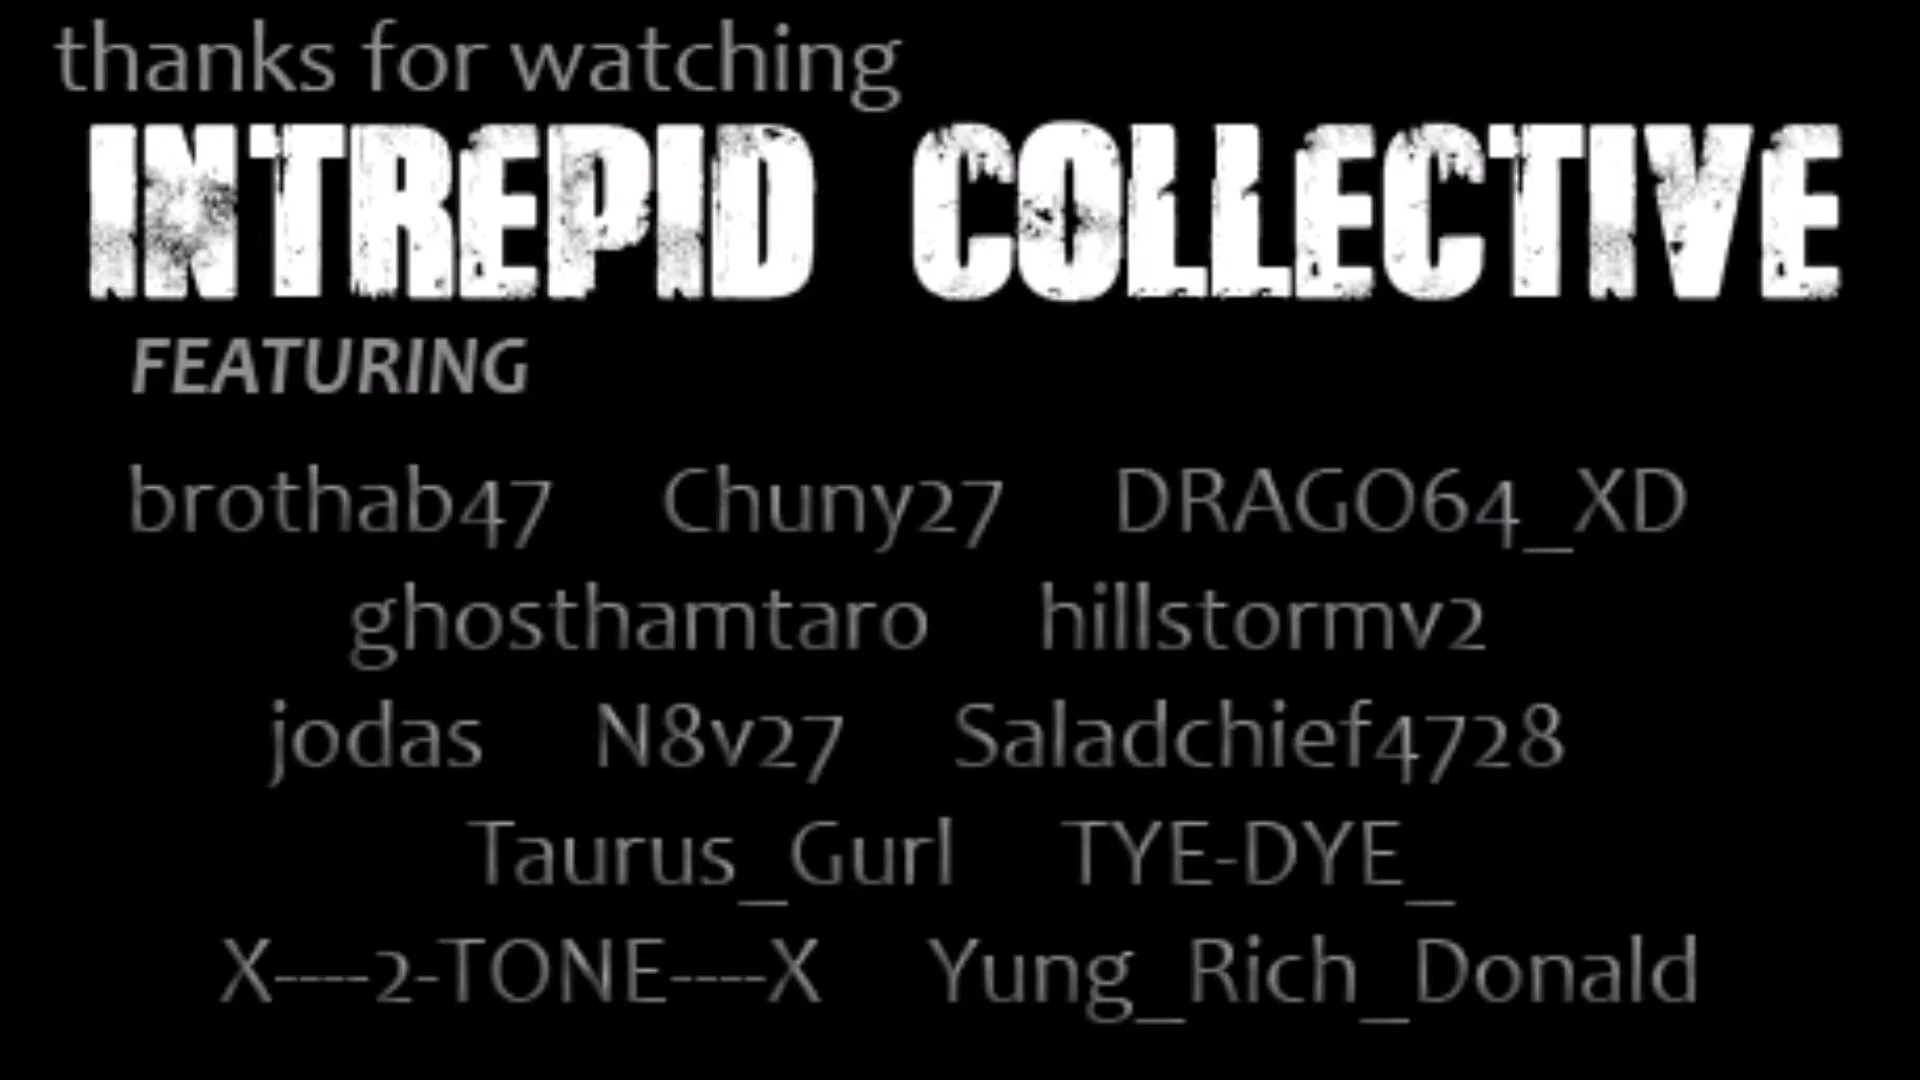 thanks for watching
INTREPID COLLECTIVE
FEATURING
brothab47 Chuny27 DRAGO64_XD
ghosthamtaro hillstormv2
jodas N8v27 Saladchief4728
Taurus_Gurl TYE-DYE_
X----2-TONE----X Yung_Rich_Donald